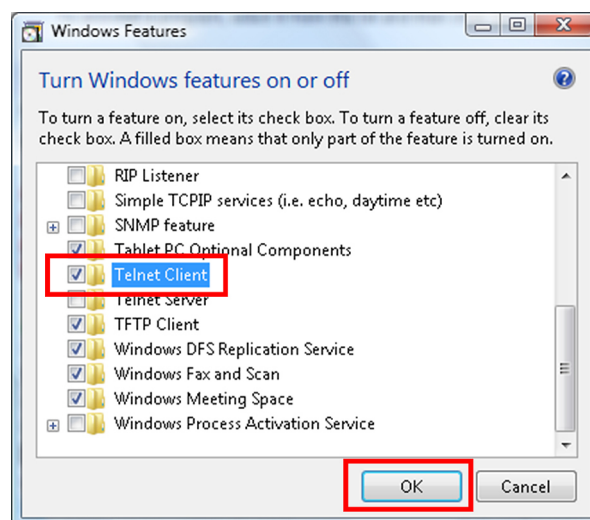 Windows Features
Turn Windows features on or off
To turn a feature on, select its check box. To turn a feature off, clear its
check box. A filled box means that only part of the feature is turned on.
RIP Listener
Simple TCPIP services (i.e. echo, daytime etc)
SNMP feature
Tablet PC Optional Components
Telnet Client
Telnet Server
TFTP Client
Windows DFS Replication Service
Windows Fax and Scan
Windows Meeting Space
Windows Process Activation Service
OK
Cancel